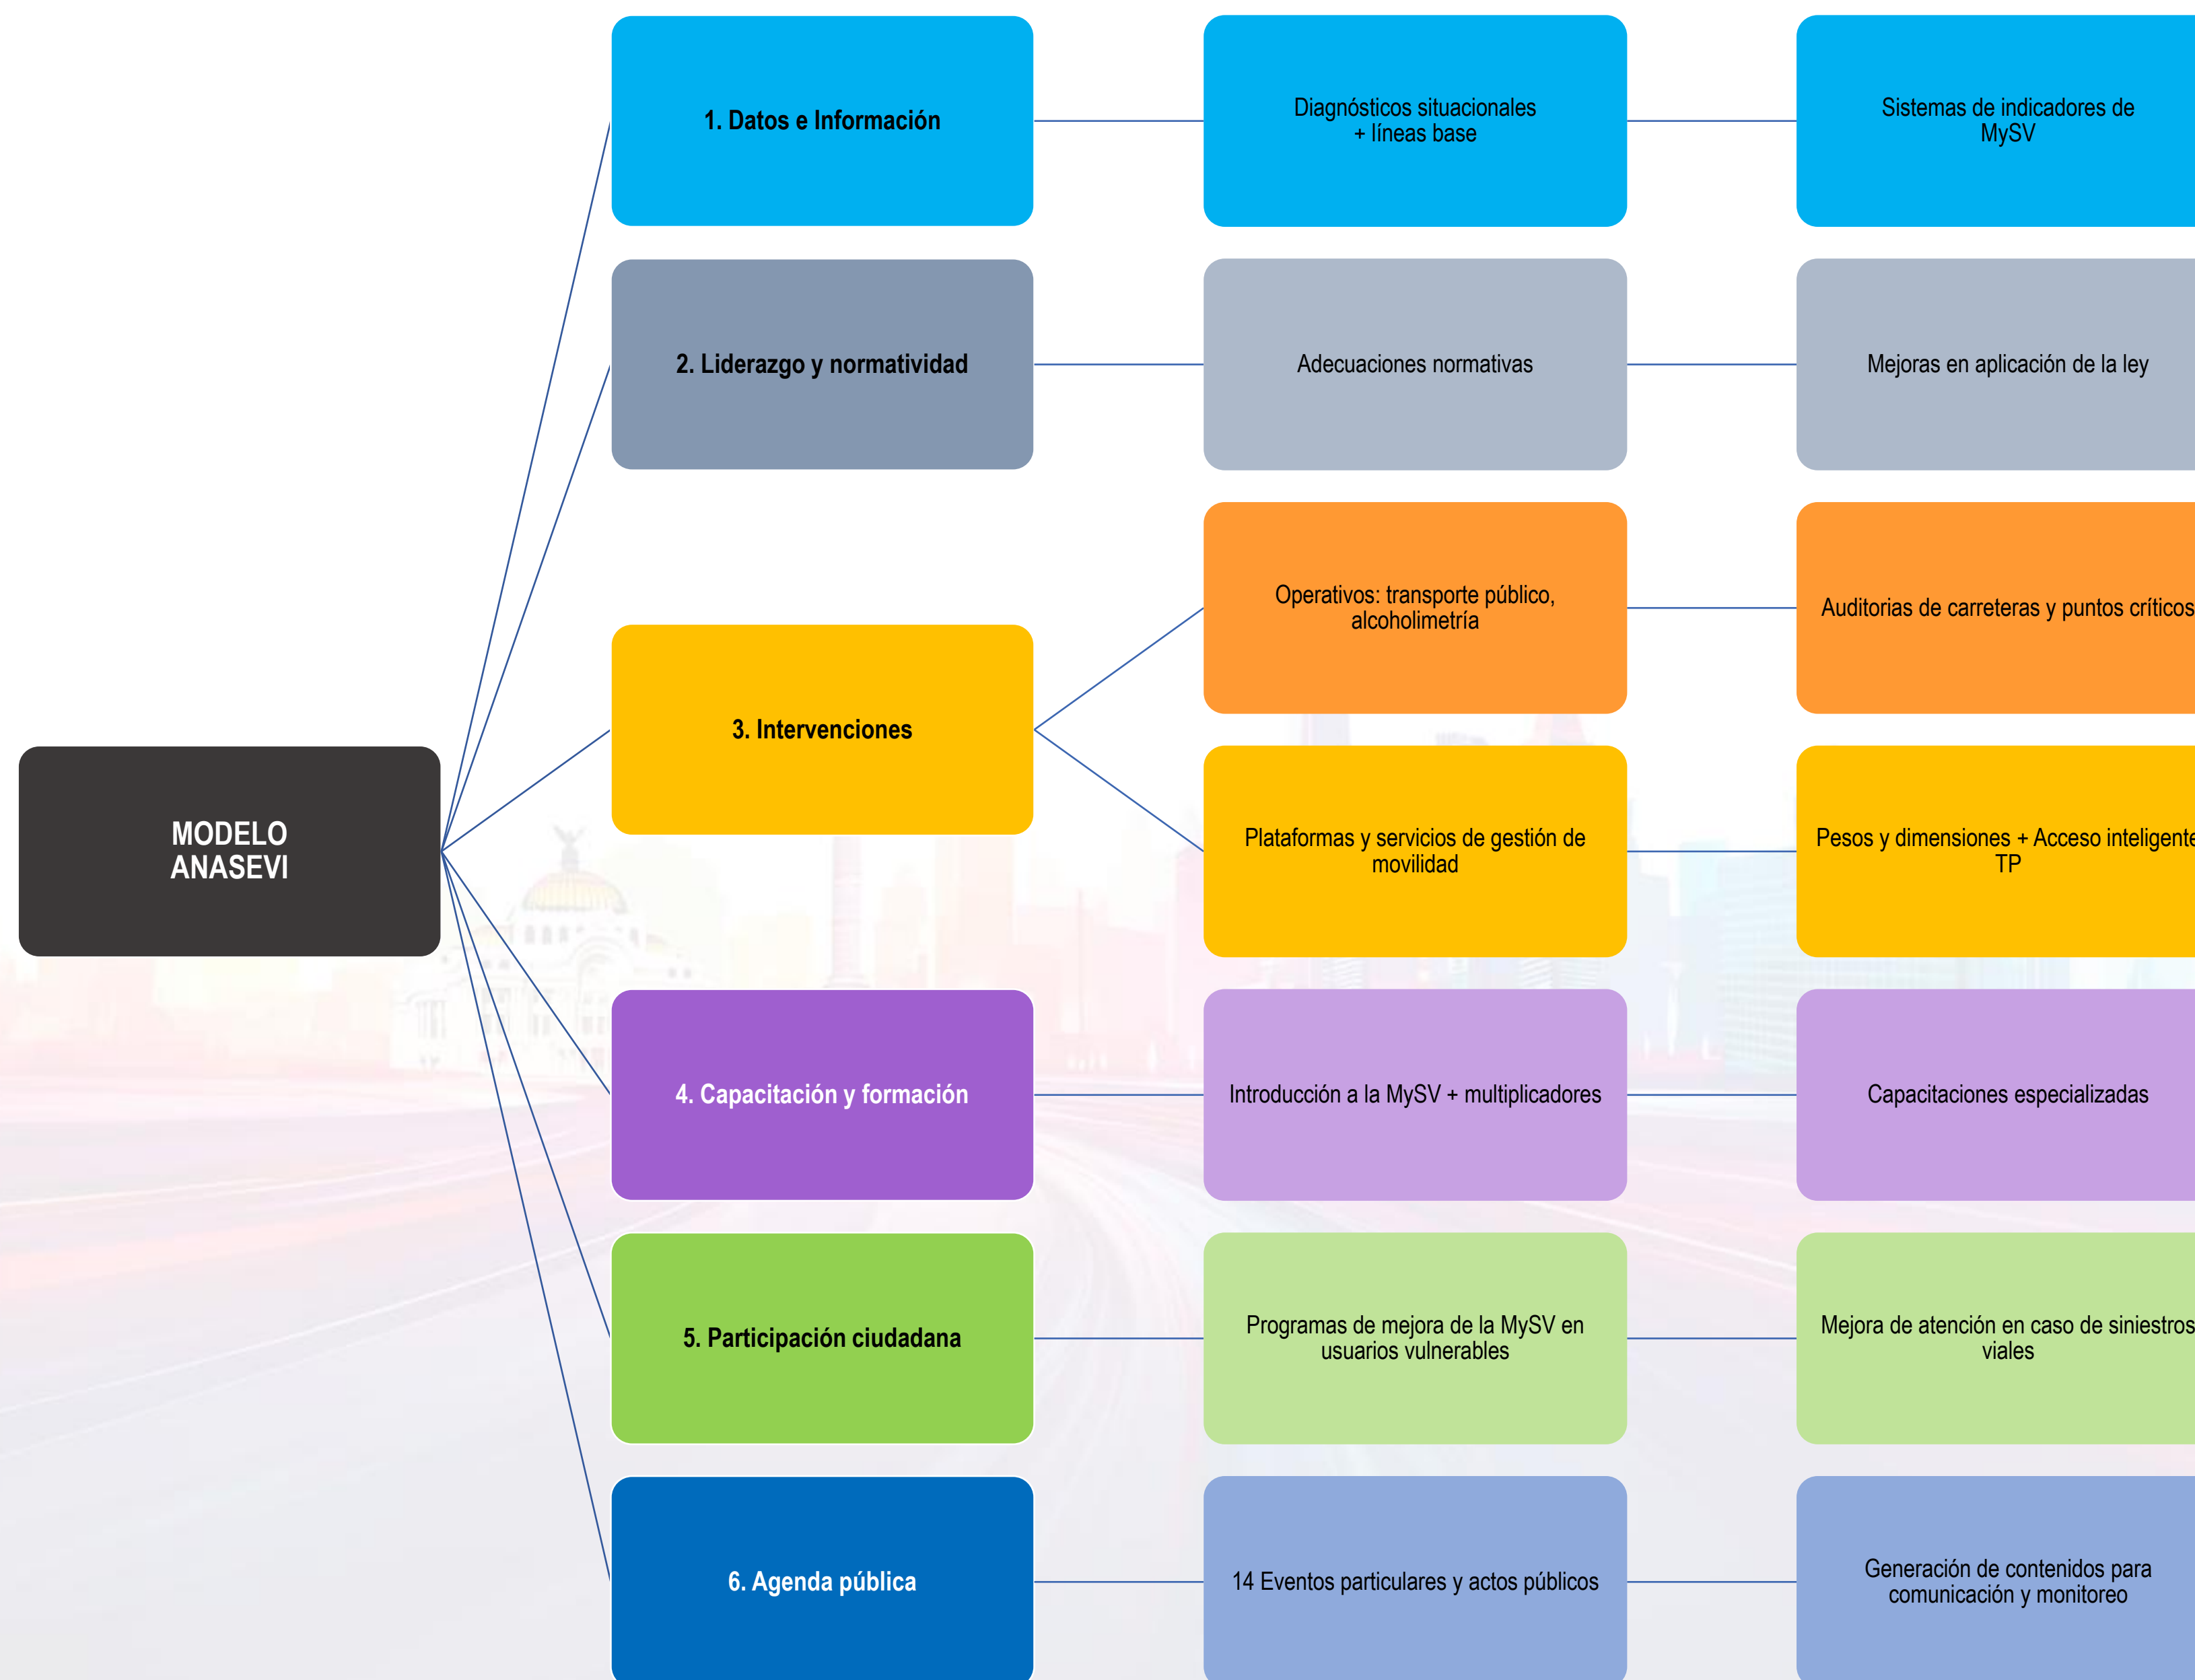 1. Datos e Información
Diagnósticos situacionales
+ líneas base
Sistemas de indicadores de
MySV
2. Liderazgo y normatividad
Adecuaciones normativas
Mejoras en aplicación de la ley
MODELO
ANASEVI
3. Intervenciones
Operativos: transporte público,
alcoholimetría
Auditorias de carreteras y puntos críticos
Plataformas y servicios de gestión de
movilidad
Pesos y dimensiones + Acceso inteligente
TP
4. Capacitación y formación
Introducción a la MySV + multiplicadores
Capacitaciones especializadas
5. Participación ciudadana
Programas de mejora de la MySV en
usuarios vulnerables
Mejora de atención en caso de siniestros
viales
6. Agenda pública
14 Eventos particulares y actos públicos
Generación de contenidos para
comunicación y monitoreo